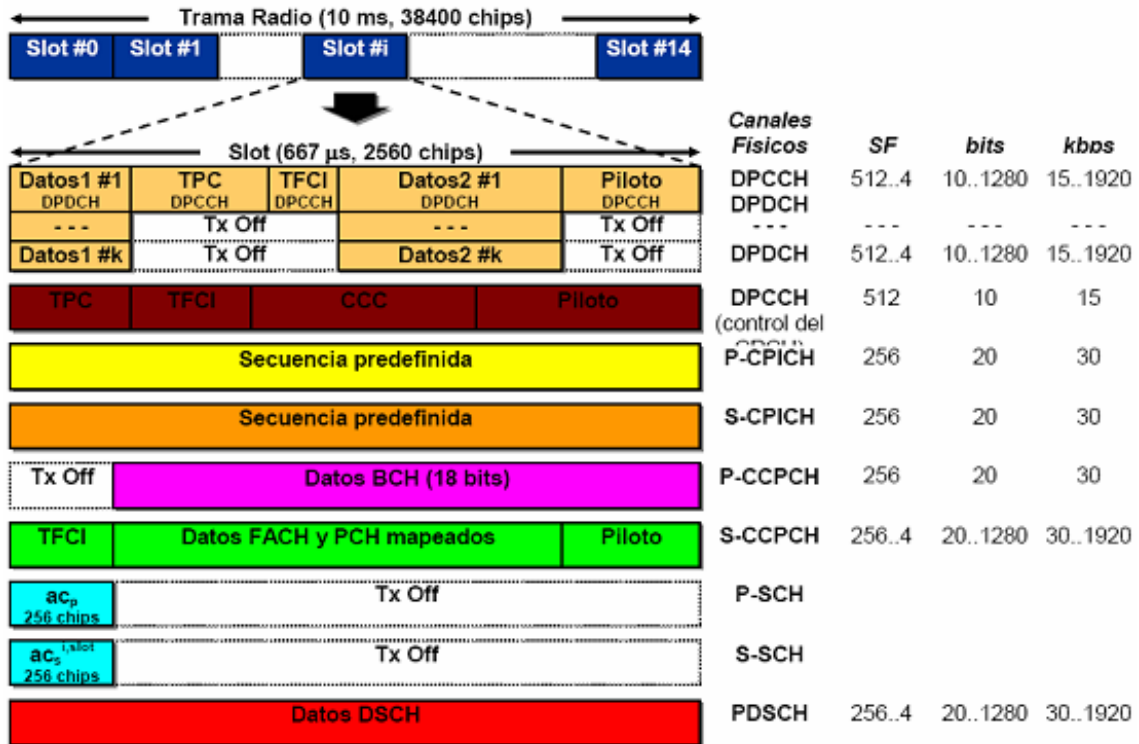 Trama Radio (10 ms, 38400 chips)
Slot #0 Slot #1 Slot #i Slot #14
Slot (667 µs, 2560 chips)
Canales
Físicos SF bits kbps
Datos1 #1 TPC TFCI Datos2 #1 Piloto DPCCH 512..4 10..1280 15..1920
DPDCH DPCCH DPCCH DPDCH DPCCH DPDCH
- - - Tx Off - - - Tx Off - - - - - - - - - - - -
Datos1 #k Tx Off Datos2 #k Tx Off DPDCH 512..4 10..1280 15..1920
TPC TFCI CCC Piloto DPCCH 512 10 15
(control del
Secuencia predefinida P-CPICH 256 20 30
Secuencia predefinida S-CPICH 256 20 30
Tx Off Datos BCH (18 bits) P-CCPCH 256 20 30
TFCI Datos FACH y PCH mapeados Piloto S-CCPCH 256..4 20..1280 30..1920
acp Tx Off P-SCH
256 chips
acs i,slot Tx Off S-SCH
256 chips
Datos DSCH PDSCH 256..4 20..1280 30..1920